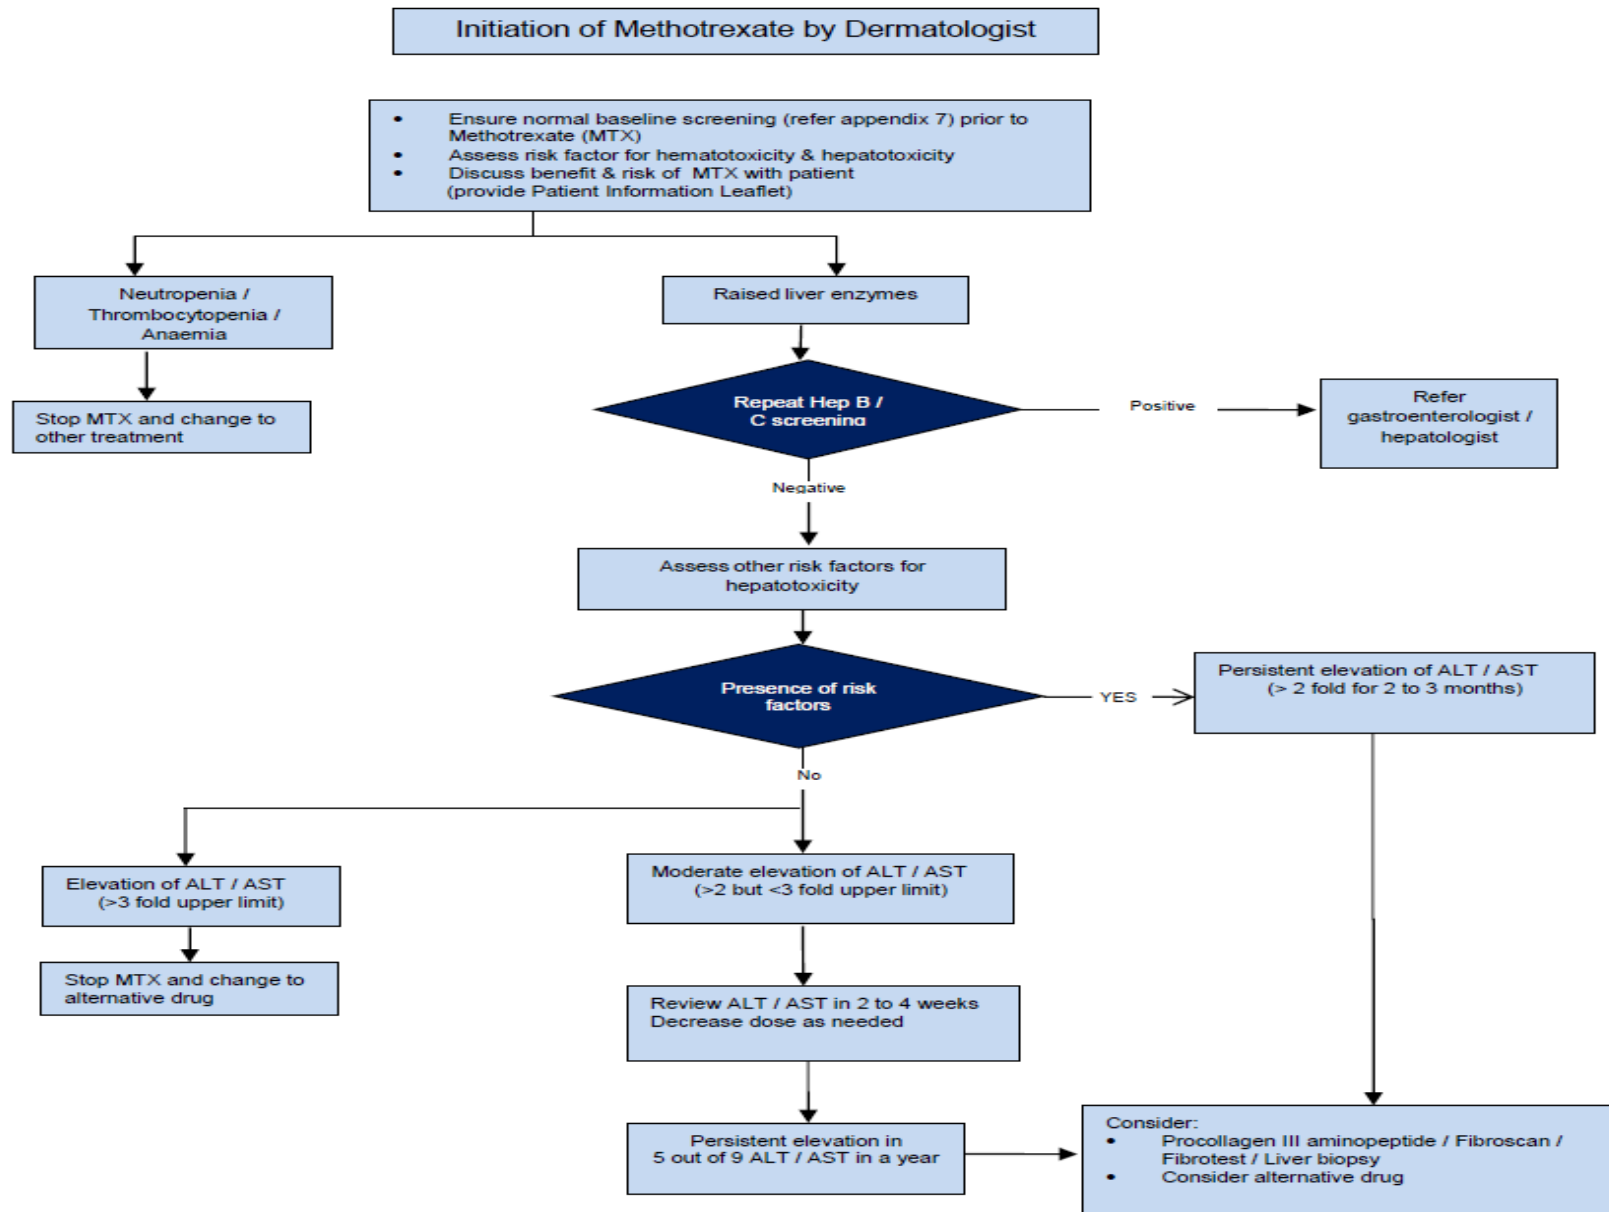 Initiation of Methotrexate by Dermatologist
• Ensure normal baseline screening (refer appendix 7) prior to
Methotrexate (MTX)
• Assess risk factor for hematotoxicity & hepatotoxicity
• Discuss benefit & risk of MTX with patient
(provide Patient Information Leaflet)
Neutropenia /
Thrombocytopenia /
Anaemia
Raised liver enzymes
Stop MTX and change to
other treatment
Repeat Hep B /
C screening
Positive
Refer
gastroenterologist /
hepatologist
Negative
Assess other risk factors for
hepatotoxicity
Presence of risk
factors
YES
Persistent elevation of ALT / AST
(> 2 fold for 2 to 3 months)
No
Elevation of ALT / AST
(>3 fold upper limit)
Moderate elevation of ALT / AST
(>2 but <3 fold upper limit)
Stop MTX and change to
alternative drug
Review ALT / AST in 2 to 4 weeks
Decrease dose as needed
Persistent elevation in
5 out of 9 ALT / AST in a year
Consider:
• Procollagen III aminopeptide / Fibroscan /
Fibrotest / Liver biopsy
• Consider alternative drug